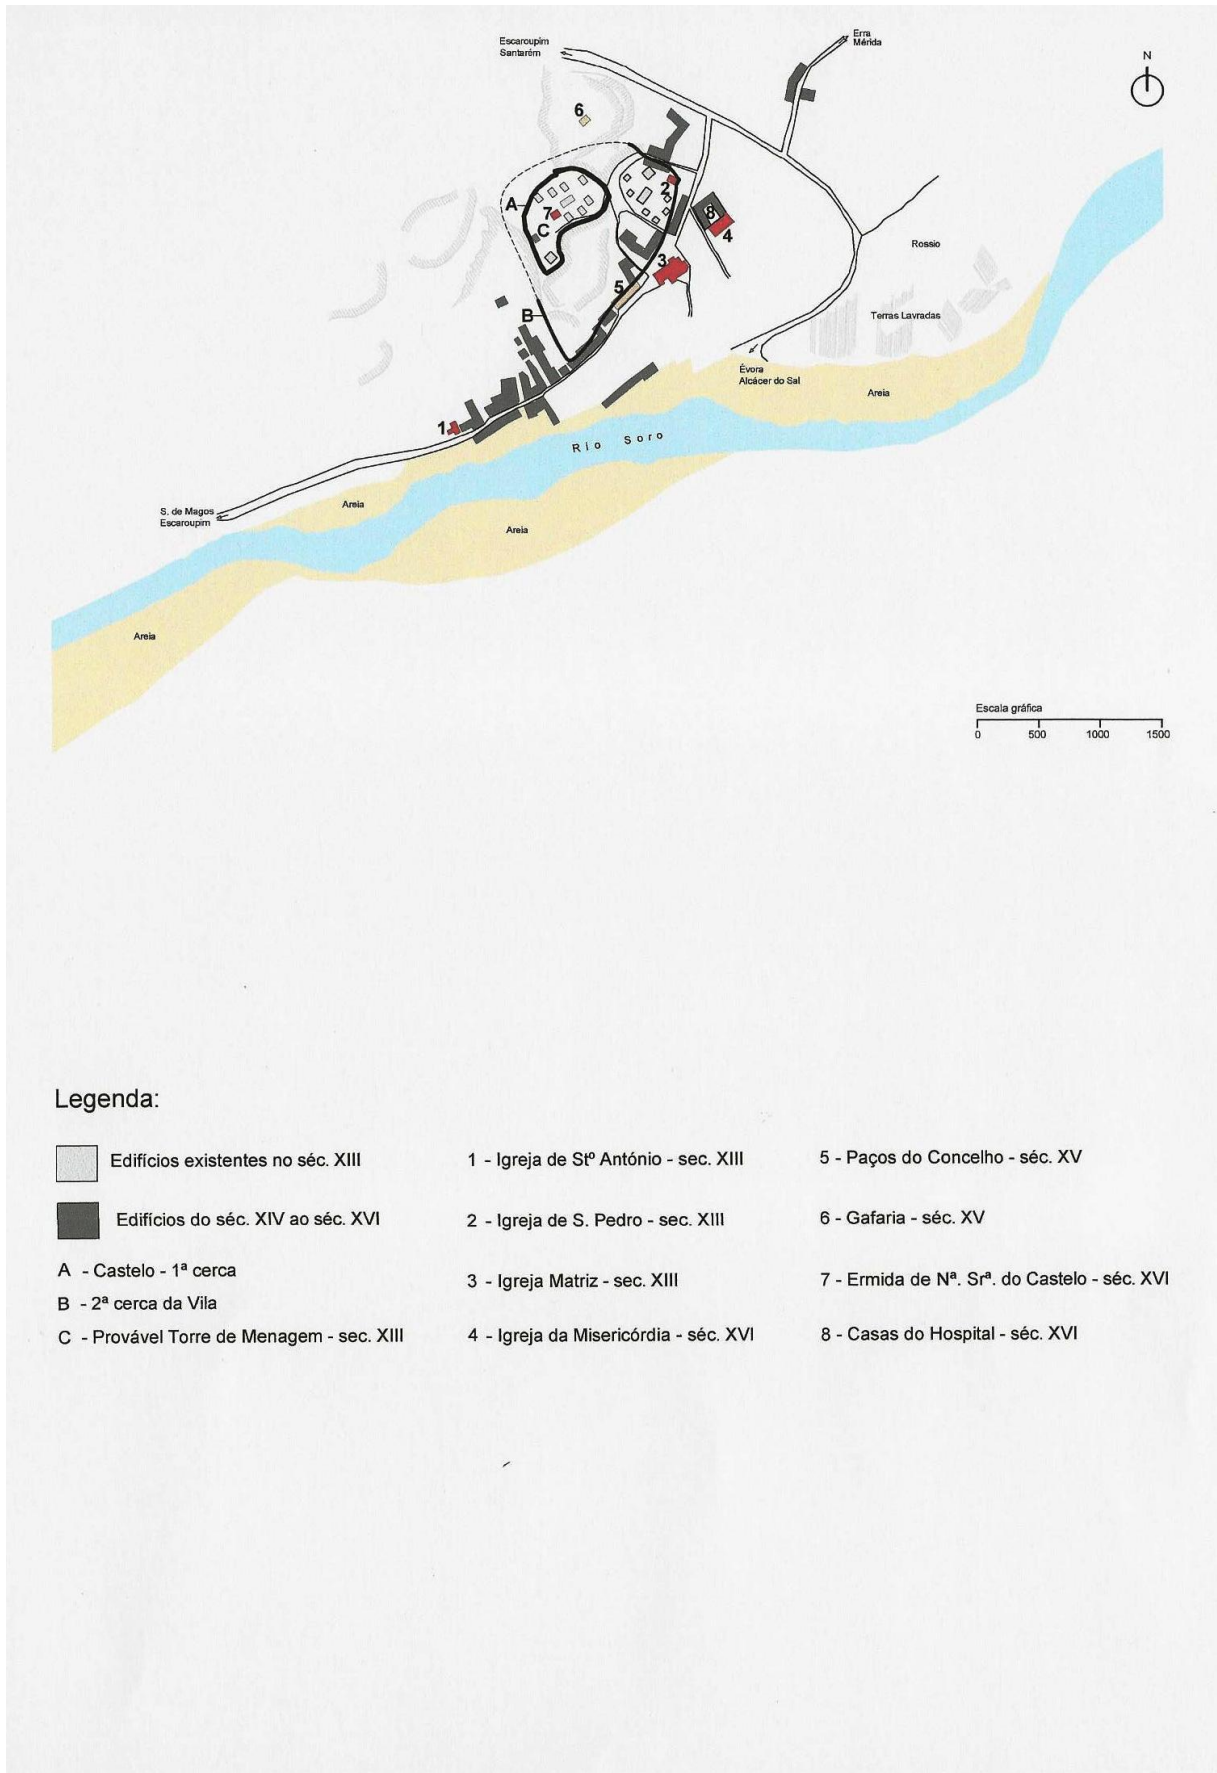 Escaroupim
Santarém
Erra
Mérida
N
6
A
7
C
2
8
4
3
5
B
1
Rossio
Terras Lavradas
Évora
Alcácer do Sal
Areia
Rio Soro
Areia
Areia
S. de Magos
Escaroupim
Areia
Escala gráfica
0 500 1000 1500
Legenda:
Edifícios existentes no séc. XIII
Edifícios do séc. XIV ao séc. XVI
A - Castelo - 1ª cerca
B - 2ª cerca da Vila
C - Provável Torre de Menagem - sec. XIII
1 - Igreja de Stº António - sec. XIII
2 - Igreja de S. Pedro - sec. XIII
3 - Igreja Matriz - sec. XIII
4 - Igreja da Misericórdia - séc. XVI
5 - Paços do Concelho - séc. XV
6 - Gafaria - séc. XV
7 - Ermida de Nª. Srª. do Castelo - séc. XVI
8 - Casas do Hospital - séc. XVI